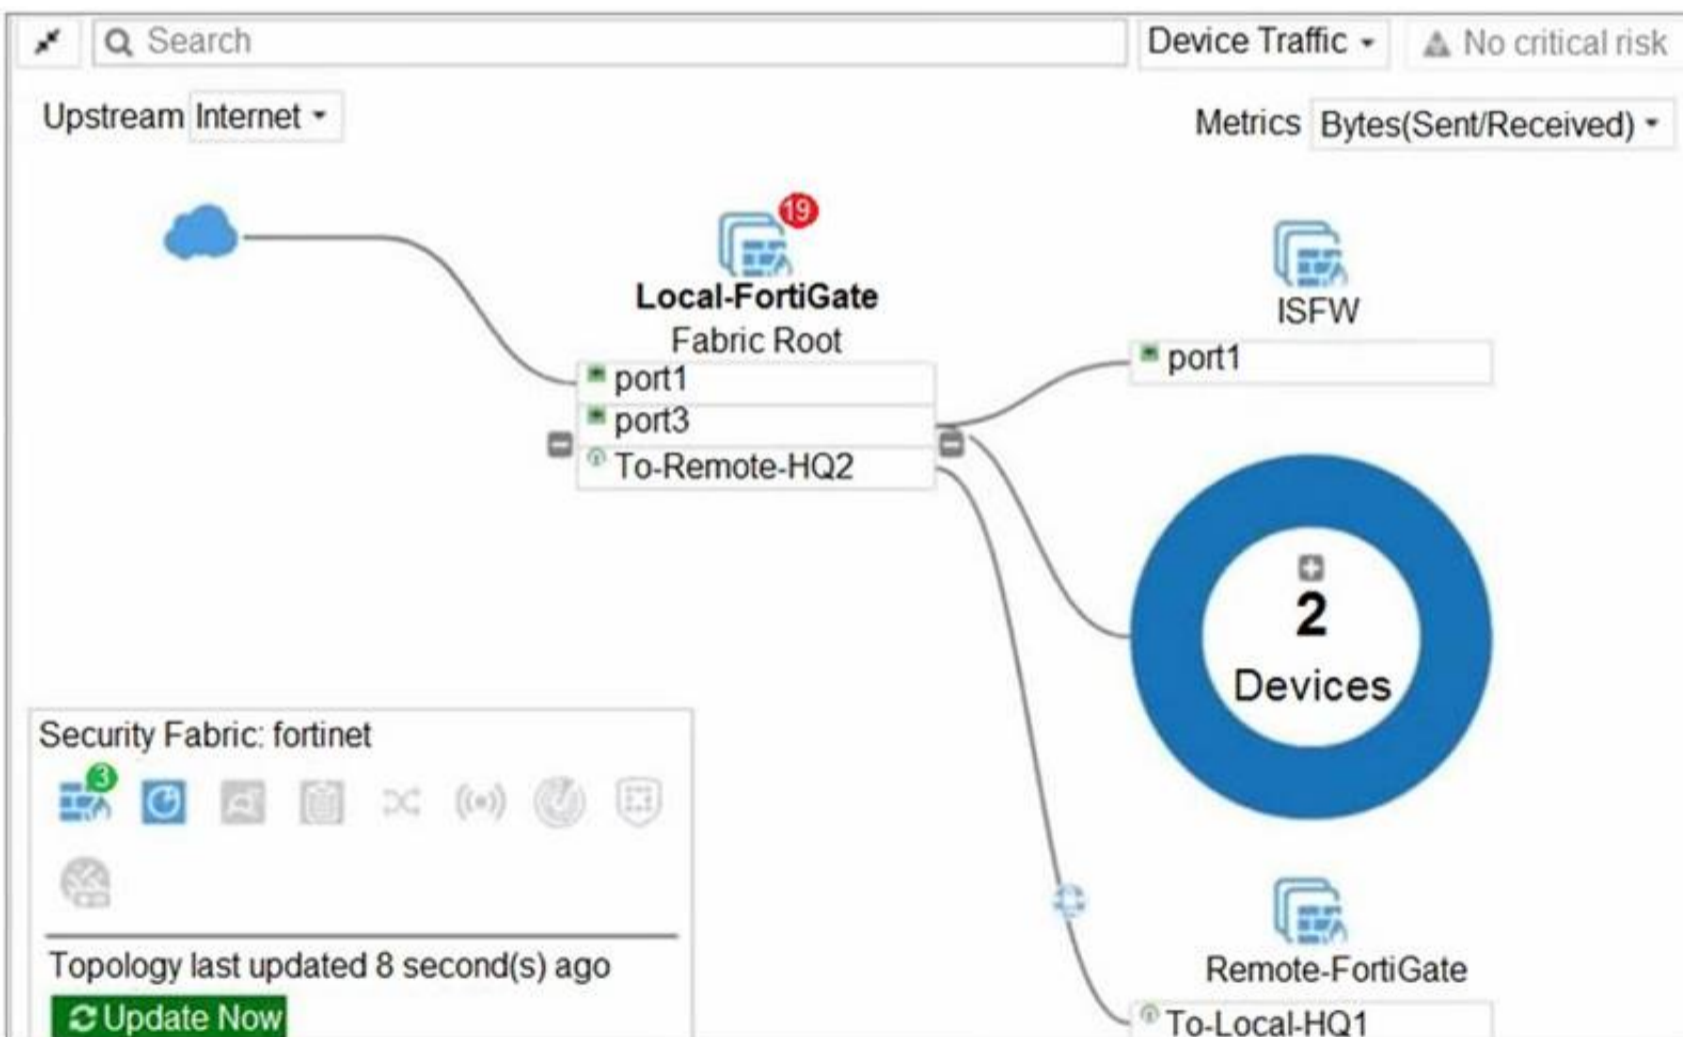 Search
Device Traffic
No critical risk
Upstream Internet
Metrics Bytes(Sent/Received)
19
Local-FortiGate
Fabric Root
port1
port3
To-Remote-HQ2
ISFW
port1
2
Devices
Security Fabric: fortinet
3
Topology last updated 8 second(s) ago
Update Now
Remote-FortiGate
To-Local-HQ1